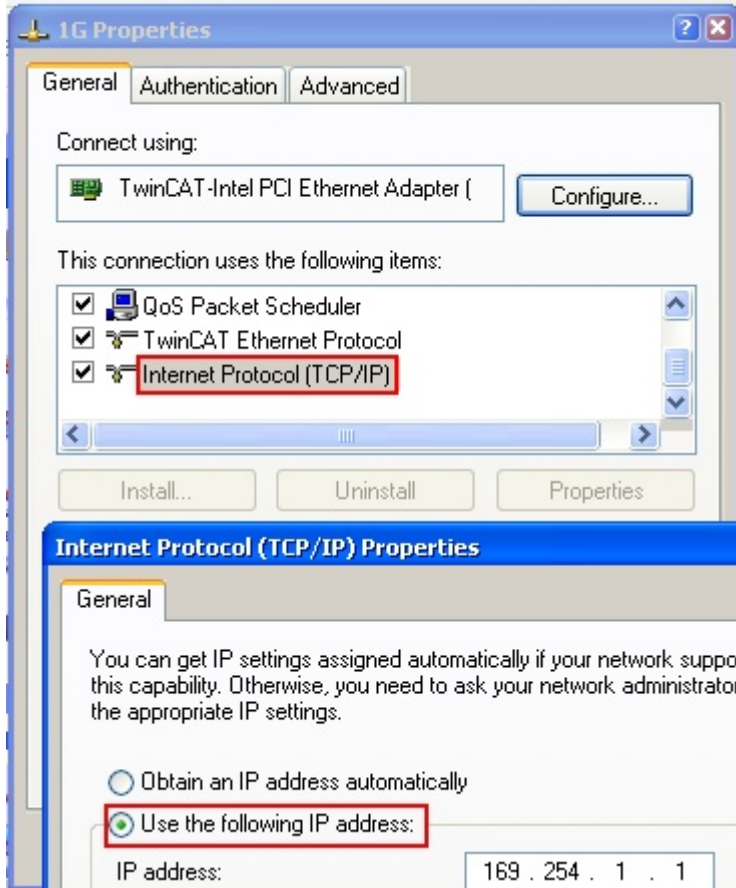 1G Properties
General Authentication Advanced
Connect using:
TwinCAT-Intel PCI Ethernet Adapter (
Configure...
This connection uses the following items:
QoS Packet Scheduler
TwinCAT Ethernet Protocol
Internet Protocol (TCP/IP)
Install... Uninstall Properties
Internet Protocol (TCP/IP) Properties
General
You can get IP settings assigned automatically if your network suppo
this capability. Otherwise, you need to ask your network administrator
the appropriate IP settings.
Obtain an IP address automatically
Use the following IP address:
IP address: 169 . 254 . 1 . 1